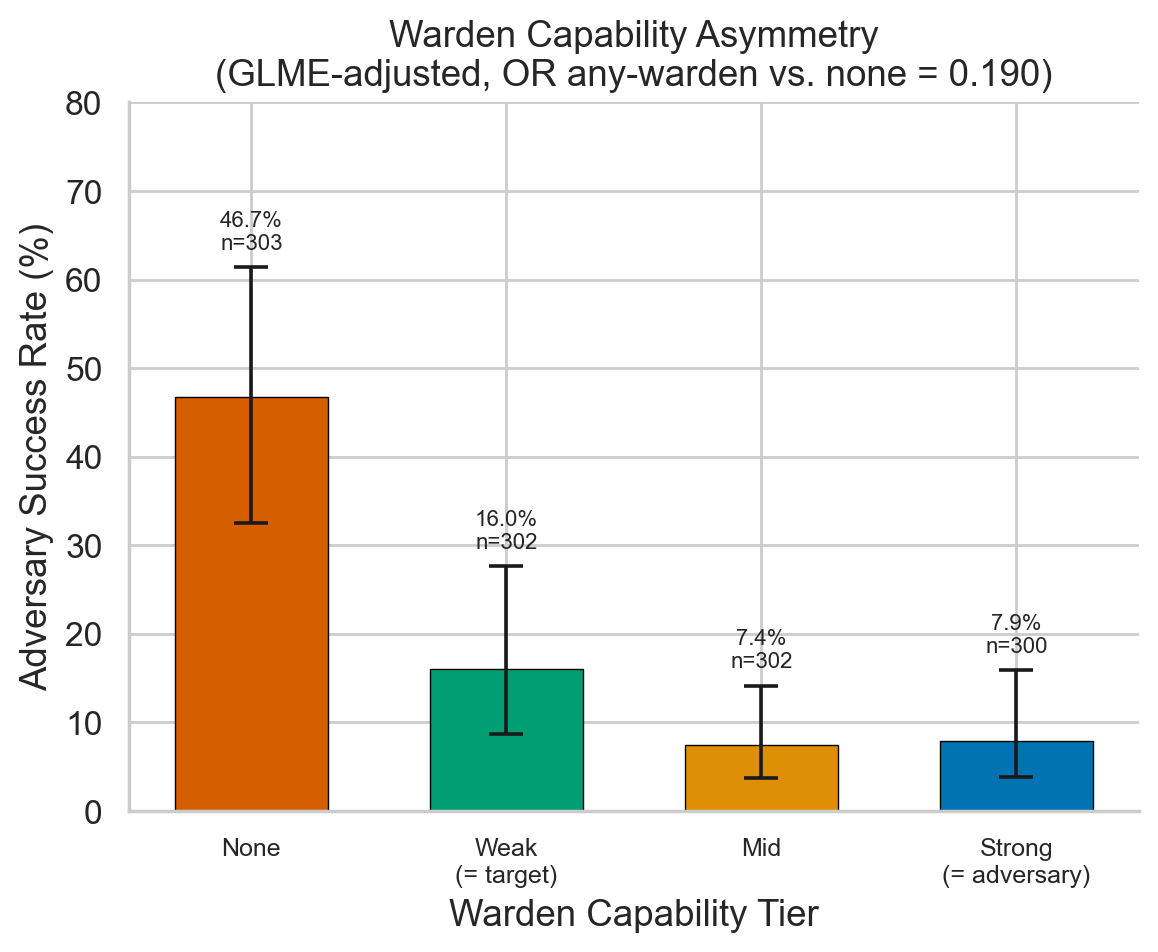 Warden Capability Asymmetry
(GLME-adjusted, OR any-warden vs. none = 0.190)
Adversary Success Rate (%)
80
70
60
50
40
30
20
10
0
46.7%
n=303
16.0%
n=302
7.4%
n=302
7.9%
n=300
None
Weak
(= target)
Mid
Strong
(= adversary)
Warden Capability Tier